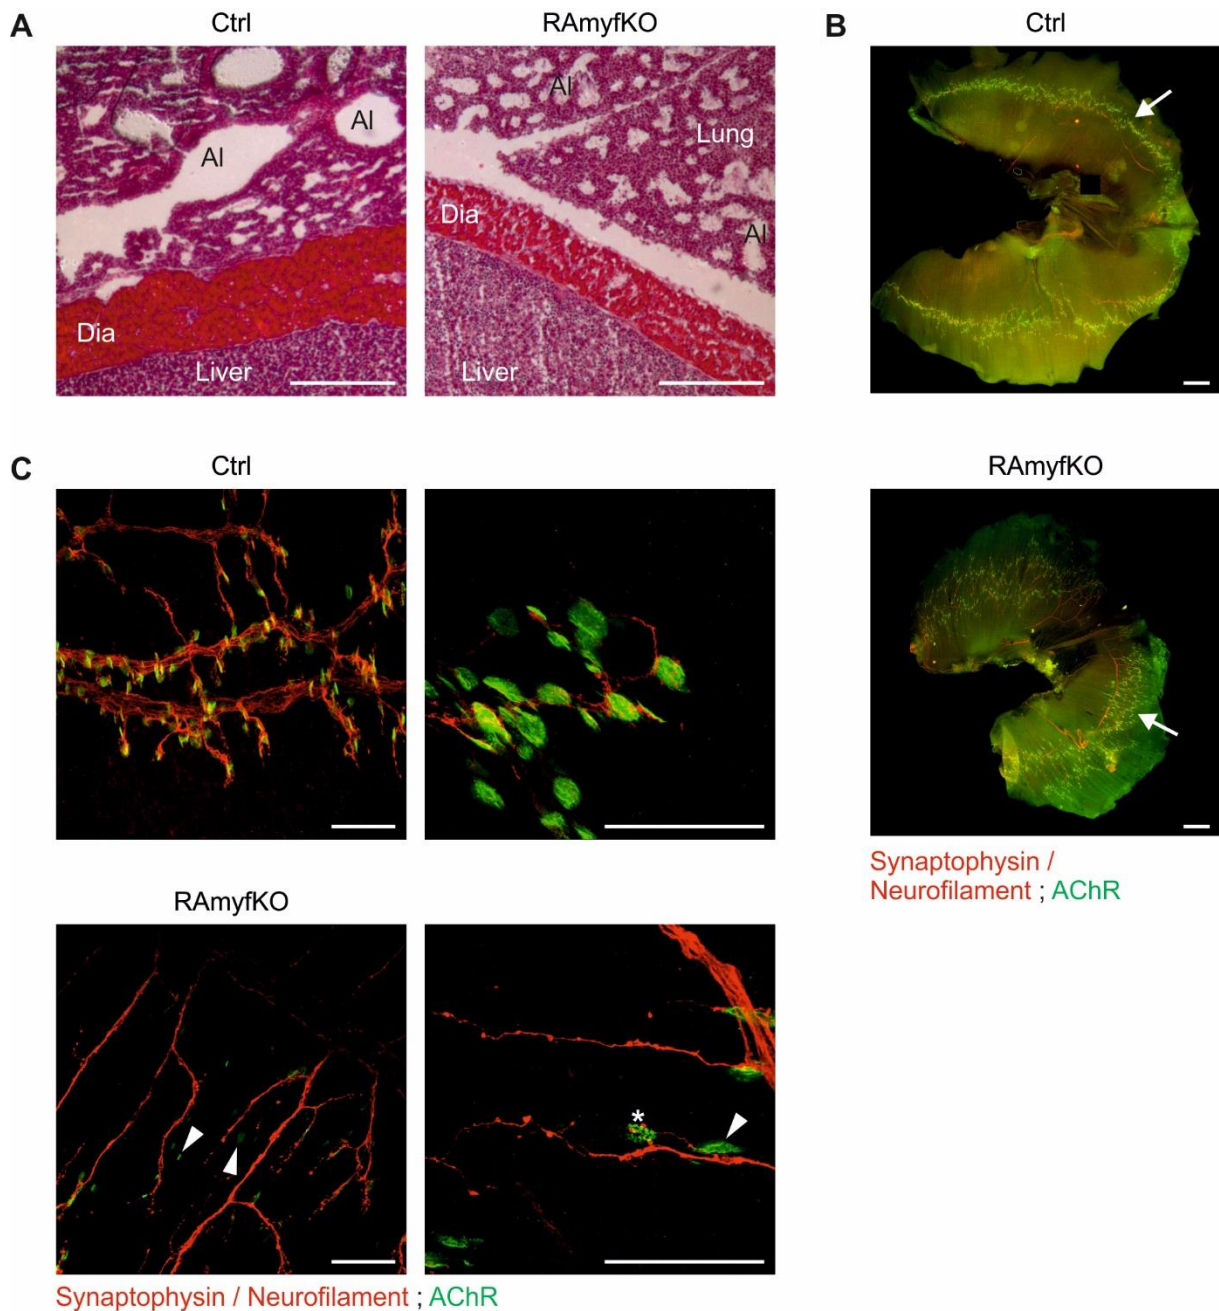 A
Ctrl
RAmyfKO
B
Ctrl
Al
Al
Dia
Liver
Al
Lung
Dia
Al
Liver
C
Ctrl
RAmyfKO
Synaptophysin /
Neurofilament ; AChR
RAmyfKO
*
Synaptophysin / Neurofilament ; AChR